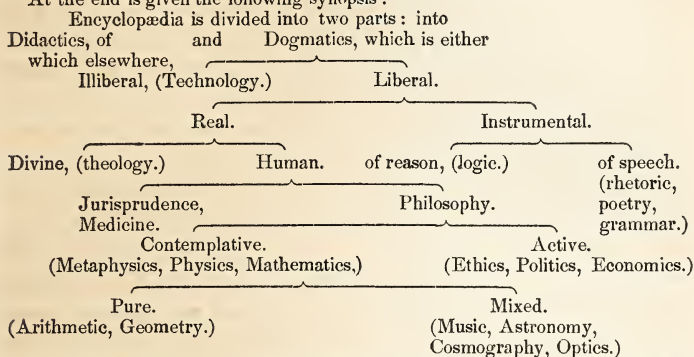 At the end is given the following synopsis:
Encyclopædia is divided into two parts: into
Didactics, of and Dogmatics, which is either
which elsewhere,
Illiberal, (Technology.) Liberal.
Real. Instrumental.
Divine, (theology.) Human. of reason, (logic.) of speech.
(rhetoric,
Jurisprudence, Philosophy. poetry,
Medicine. grammar.)
Contemplative. Active.
(Metaphysics, Physics, Mathematics,) (Ethics, Politics, Economics.)
Pure. Mixed.
(Arithmetic, Geometry.) (Music, Astronomy,
Cosmography, Optics.)